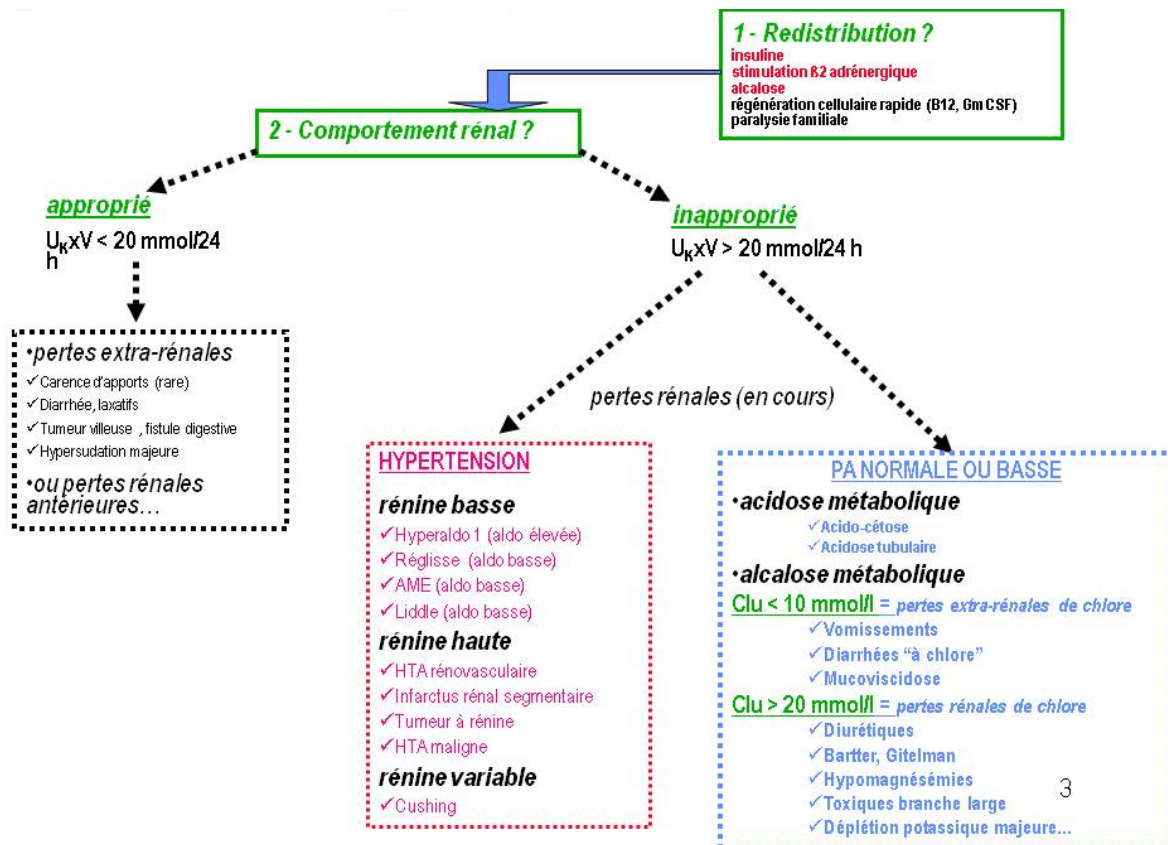 1 - Redistribution ?
insuline
stimulation ß2 adrénergique
alcalose
régénération cellulaire rapide (B12, Gm CSF)
paralysie familiale
2 - Comportement rénal ?
approprié
UKxV < 20 mmol/24
h
inapproprié
UKxV > 20 mmol/24 h
•pertes extra-rénales
✓Carence d'apports (rare)
✓Diarrhée, laxatifs
✓Tumeur villeuse , fistule digestive
✓Hypersudation majeure
•ou pertes rénales
antérieures…
pertes rénales (en cours)
HYPERTENSION
rénine basse
✓Hyperaldo 1 (aldo élevée)
✓Réglisse (aldo basse)
✓AME (aldo basse)
✓Liddle (aldo basse)
rénine haute
✓HTA rénovasculaire
✓Infarctus rénal segmentaire
✓Tumeur à rénine
✓HTA maligne
rénine variable
✓Cushing
PA NORMALE OU BASSE
•acidose métabolique
✓Acido-cétose
✓Acidose tubulaire
•alcalose métabolique
Clu < 10 mmol/l = pertes extra-rénales de chlore
✓Vomissements
✓Diarrhées “à chlore”
✓Mucoviscidose
Clu > 20 mmol/l = pertes rénales de chlore
✓Diurétiques
✓Bartter, Gitelman
✓Hypomagnésémies
✓Toxiques branche large
✓Déplétion potassique majeure…
3